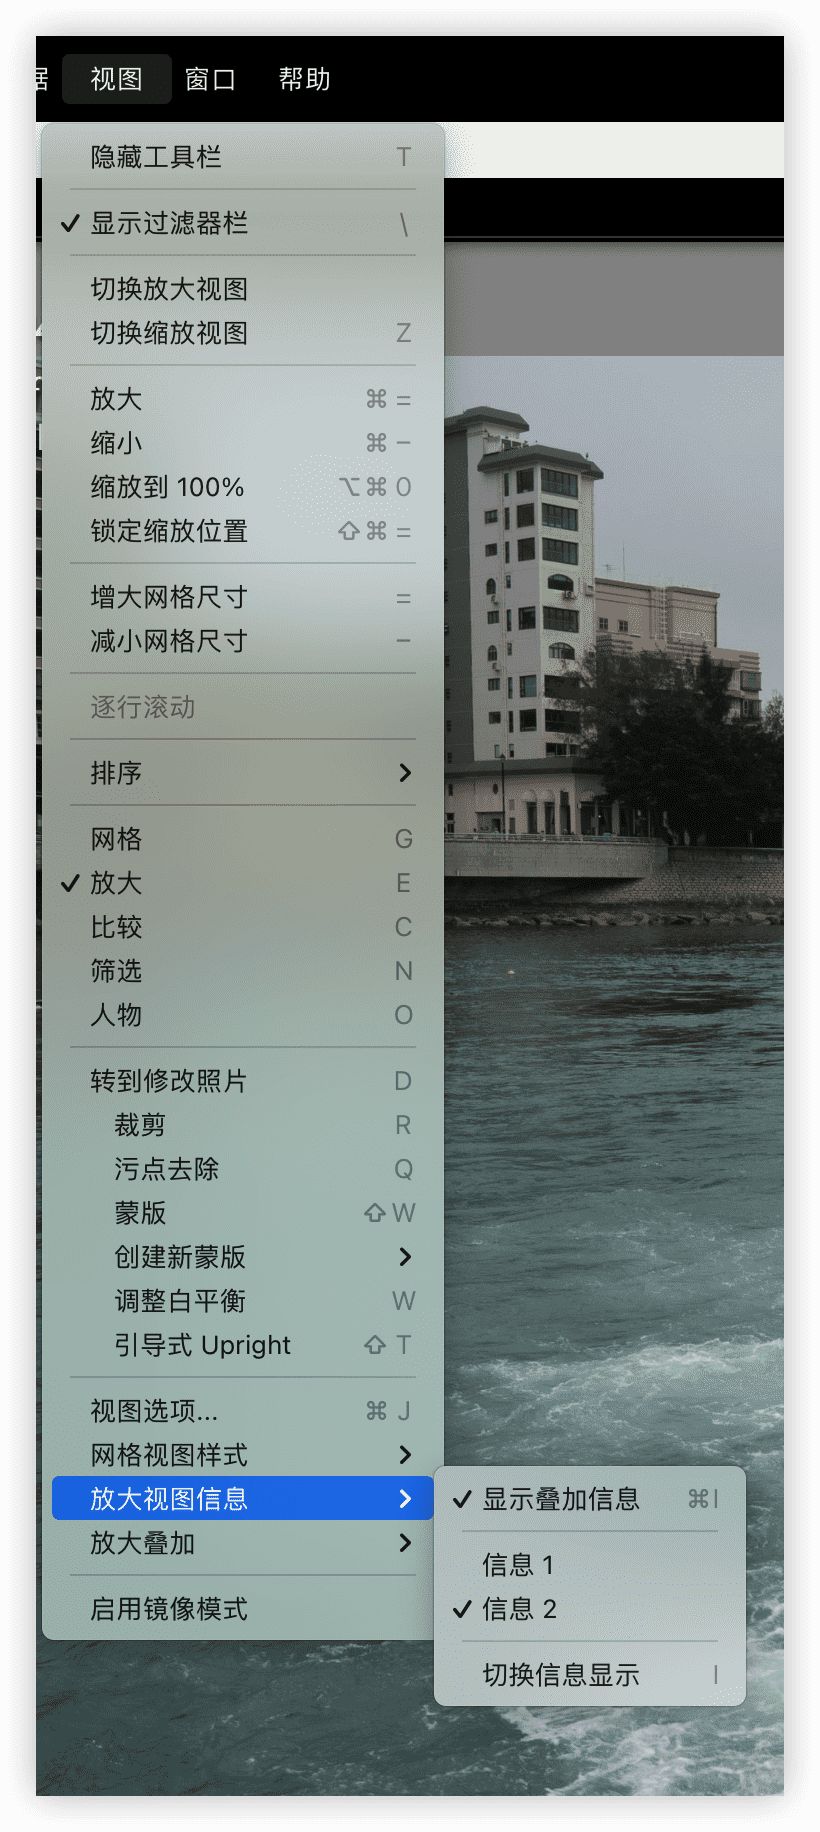 视图 窗口 帮助
隐藏工具栏 T
✓ 显示过滤器栏 \
切换放大视图
切换缩放视图 Z
放大 ⌘ =
缩小 ⌘ −
缩放到 100% ⌥⌘ 0
锁定缩放位置 ⇧⌘ =
增大网格尺寸 =
减小网格尺寸 −
逐行滚动
排序 >
网格 G
✓ 放大 E
比较 C
筛选 N
人物 O
转到修改照片 D
裁剪 R
污点去除 Q
蒙版 ⇧ W
创建新蒙版 >
调整白平衡 W
引导式 Upright ⇧ T
视图选项... ⌘ J
网格视图样式 >
放大视图信息 >
✓ 显示叠加信息 ⌘I
放大叠加 >
信息 1
✓ 信息 2
启用镜像模式
切换信息显示 I